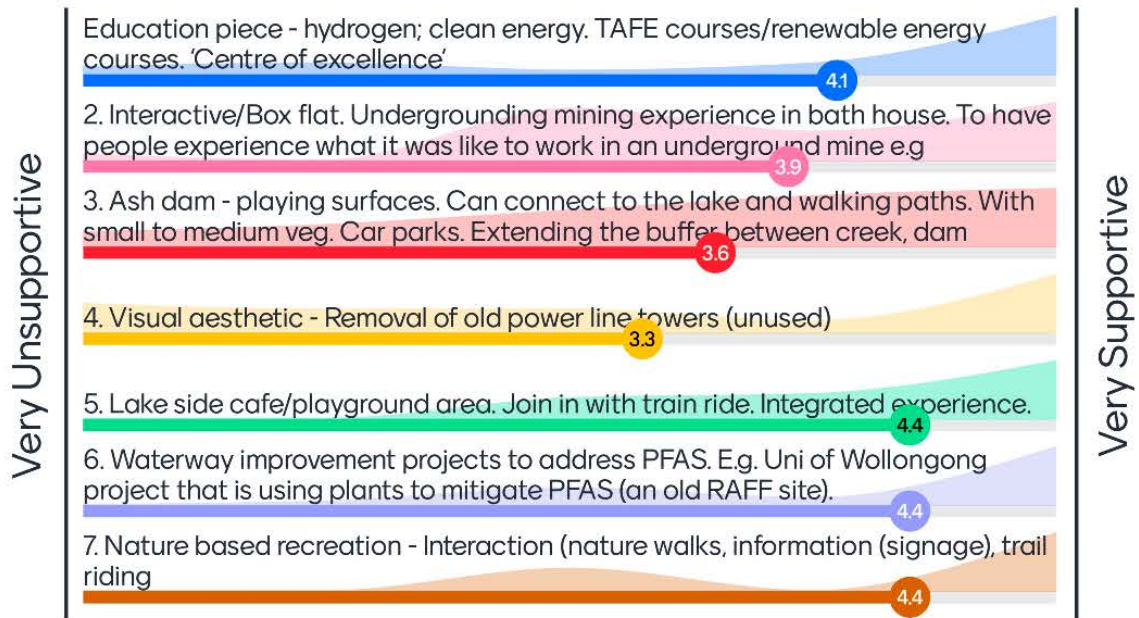 Education piece - hydrogen; clean energy. TAFE courses/renewable energy
courses. 'Centre of excellence'
4.1
2. Interactive/Box flat. Undergrounding mining experience in bath house. To have
people experience what it was like to work in an underground mine e.g
3.9
3. Ash dam - playing surfaces. Can connect to the lake and walking paths. With
small to medium veg. Car parks. Extending the buffer between creek, dam
3.6
4. Visual aesthetic - Removal of old power line towers (unused)
3.3
5. Lake side cafe/playground area. Join in with train ride. Integrated experience.
4.4
6. Waterway improvement projects to address PFAS. E.g. Uni of Wollongong
project that is using plants to mitigate PFAS (an old RAFF site).
4.4
7. Nature based recreation - Interaction (nature walks, information (signage), trail
riding
4.4
Very Unsupportive
Very Supportive